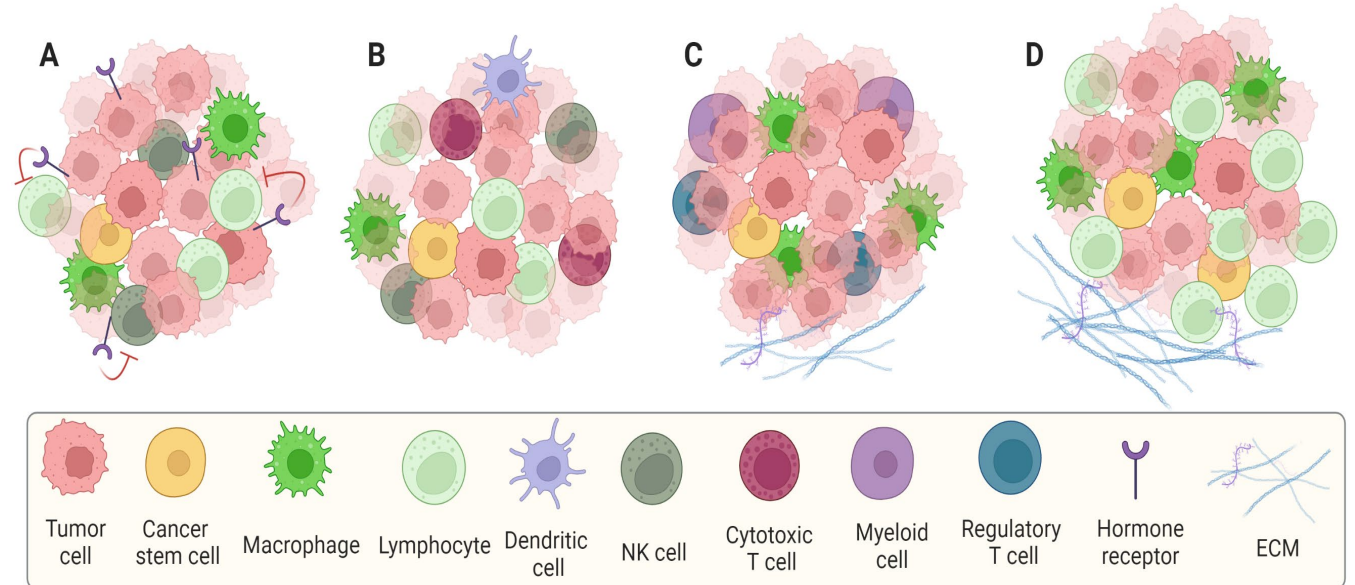 A
B
C
D
Tumor
cell
Cancer
stem cell
Macrophage
Lymphocyte
Dendritic
cell
NK cell
Cytotoxic
T cell
Myeloid
cell
Regulatory
T cell
Hormone
receptor
ECM